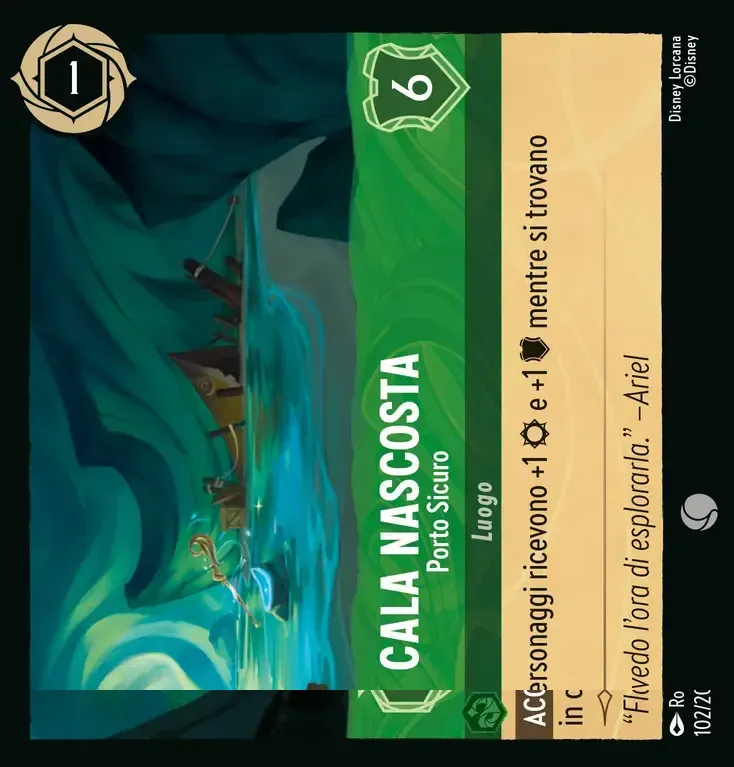 1
6
CALA NASCOSTA
Porto Sicuro
Luogo
ersonaggi ricevono +1 e +1 mentre si trovano
in
vedo l'ora di esplorarla." –Ariel
Ro
102/2
Disney Lorcana
©Disney